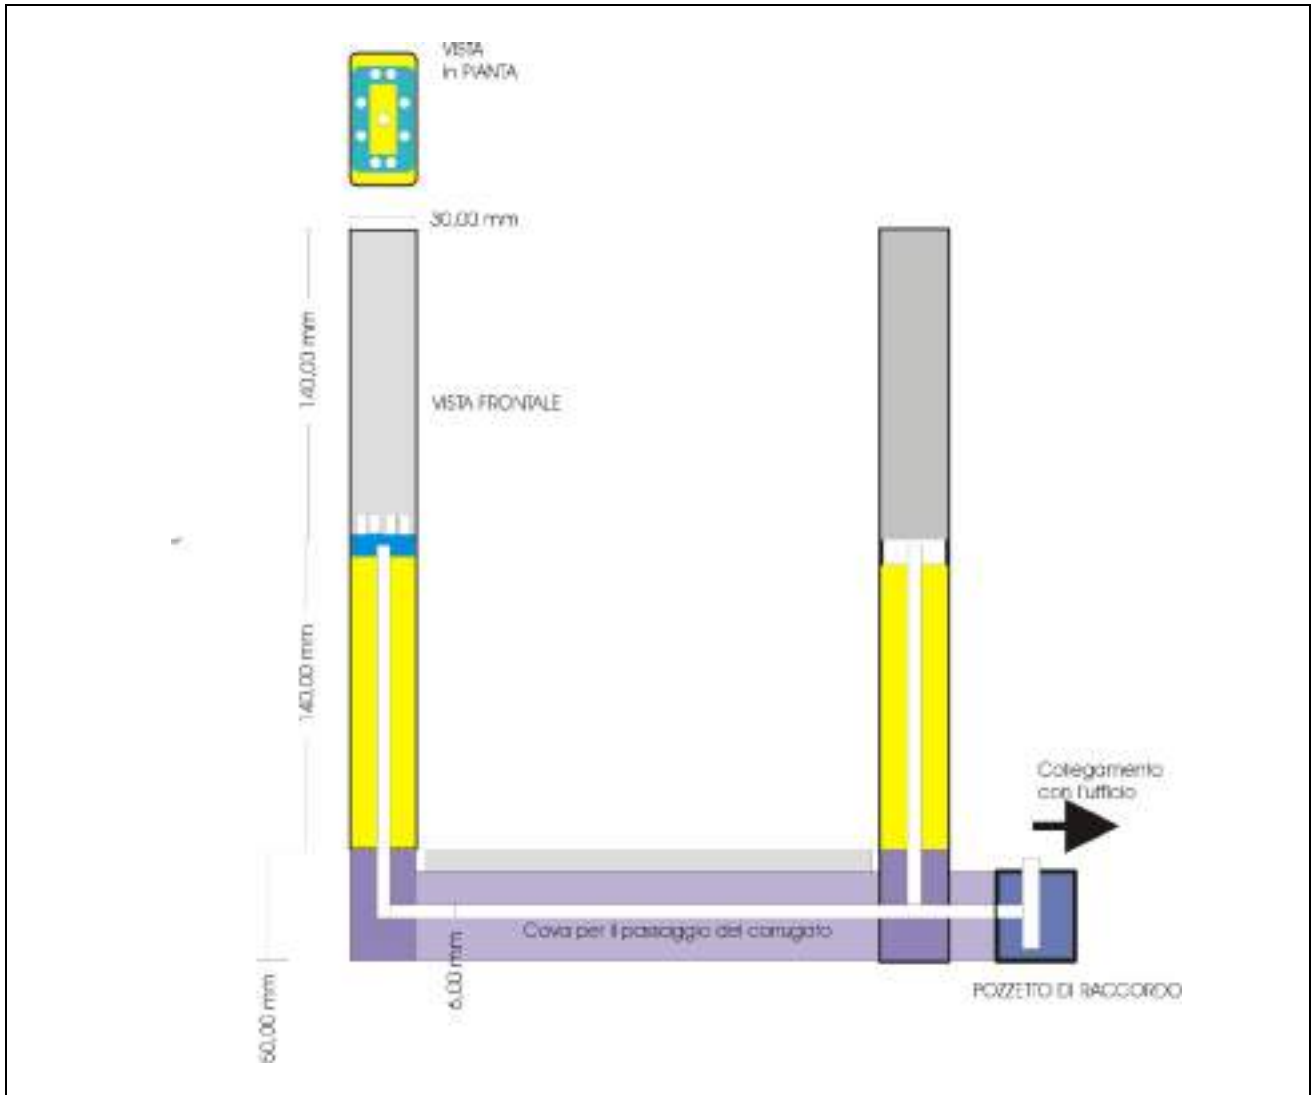 VISTA
in PIANTA
30,00 mm
140,00 mm
VISTA FRONTALE
140,00 mm
Collegamento
con l'ufficio
Cava per il passaggio del corrugato
6,00 mm
POZZETTO DI RACCORDO
50,00 mm